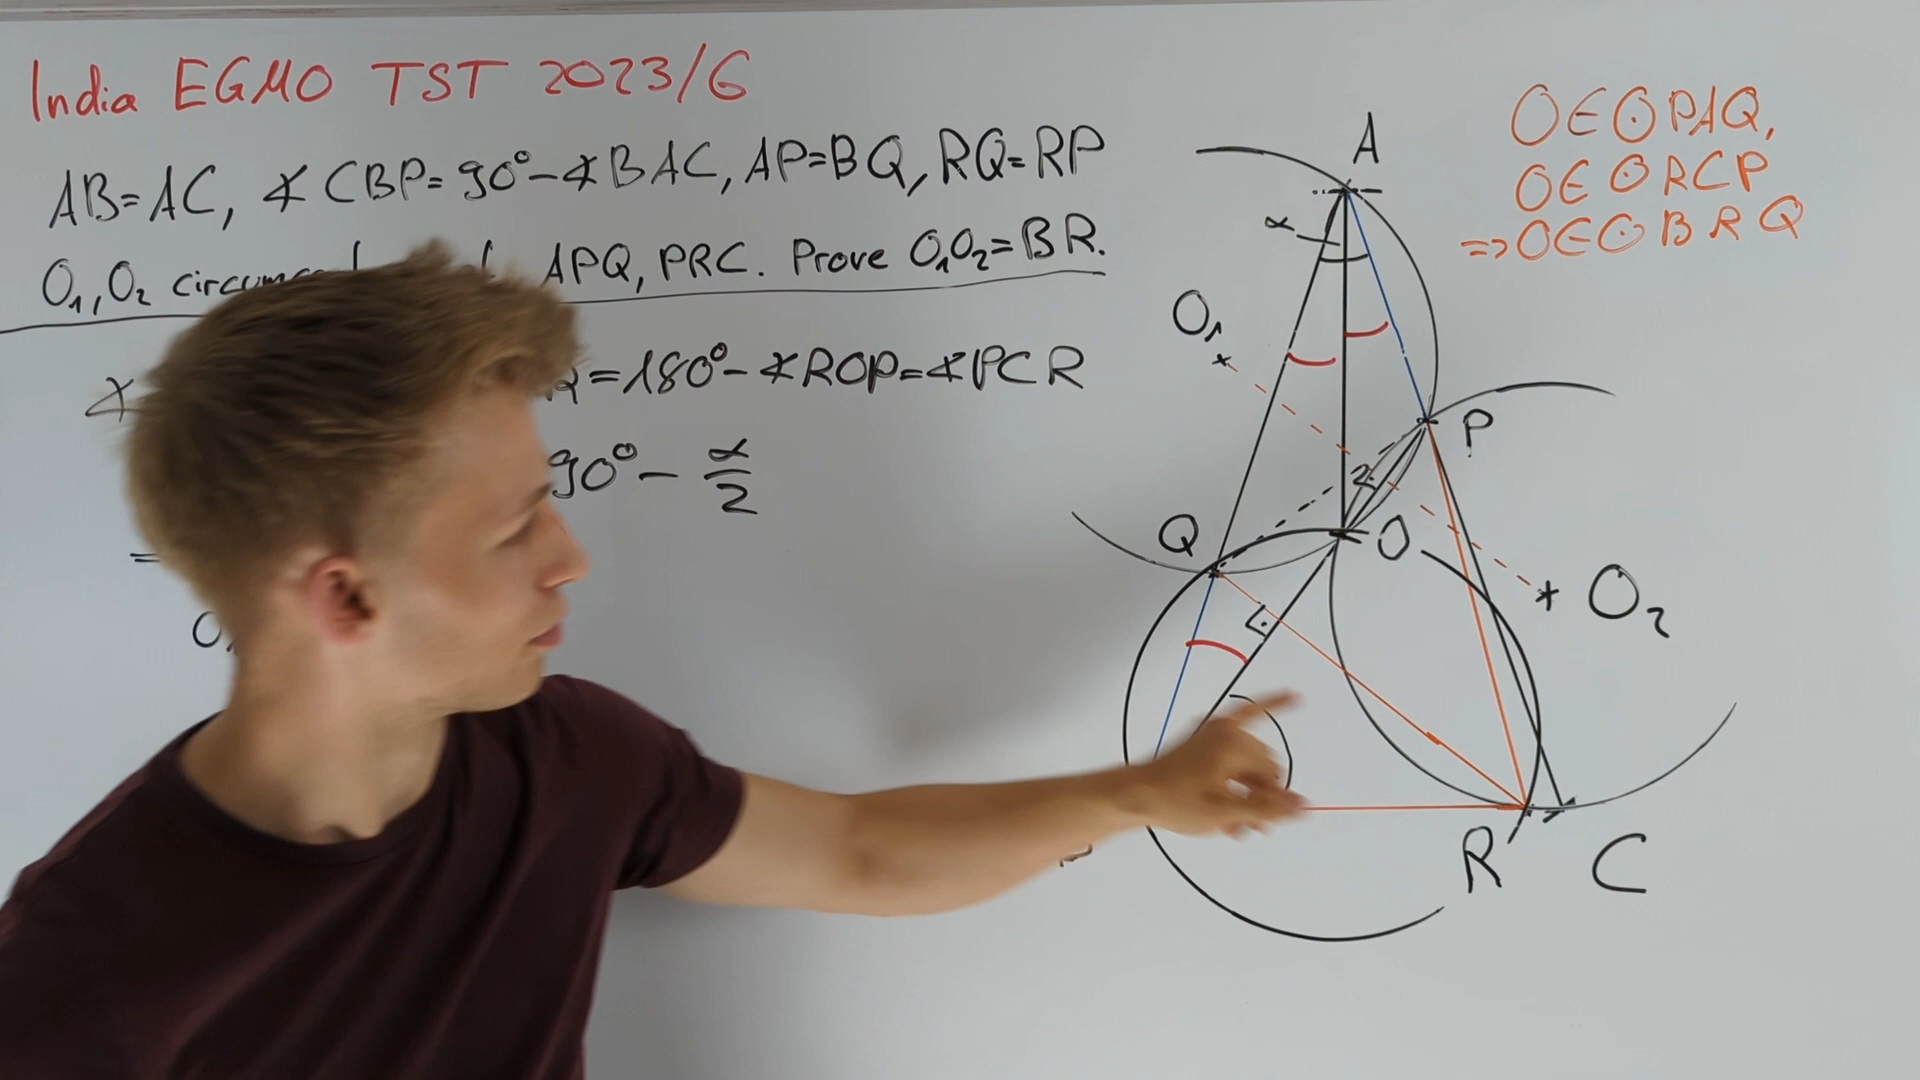 India EGMO TST 2023/6
AB=AC, ∢CBP=90°-∢BAC, AP=BQ, RQ=RP
O₁,O₂ APQ, PRC. Prove O₁O₂=BR.
∢ =180°-∢ROP=∢PCR
90°-α/2
=
O∈⊙PAQ,
O∈⊙RCP
=>O∈⊙BRQ
A
α
O₁
P
Q
O
O₂
R
C